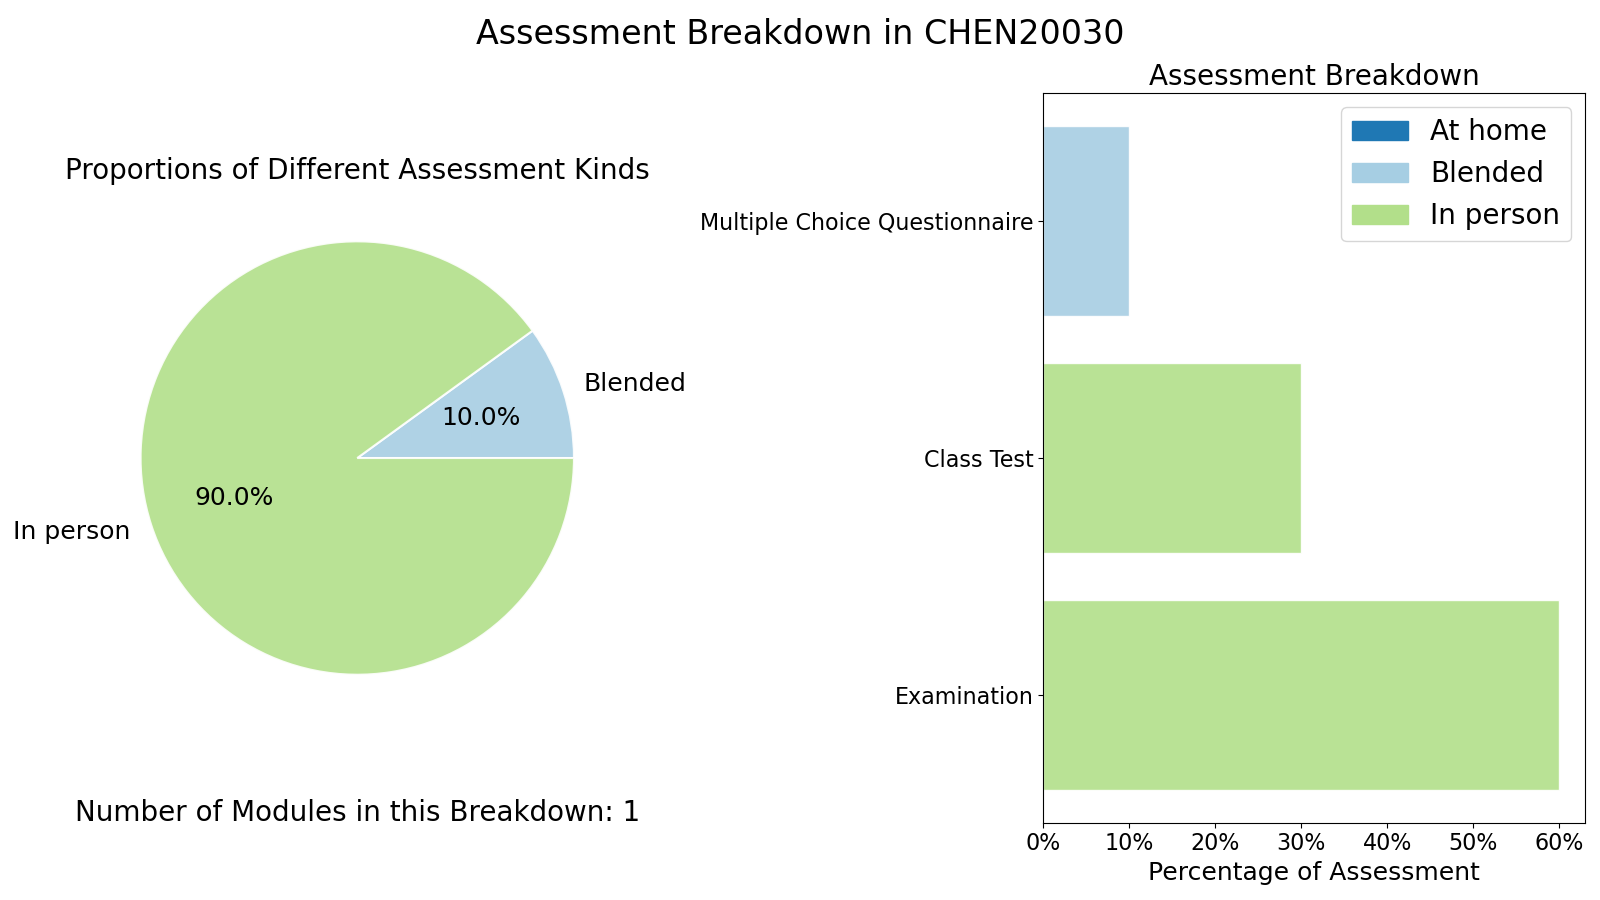 Assessment Breakdown in CHEN20030
Proportions of Different Assessment Kinds
Blended
10.0%
90.0%
In person
Number of Modules in this Breakdown: 1
Assessment Breakdown
At home
Blended
In person
Multiple Choice Questionnaire
Class Test
Examination
0% 10% 20% 30% 40% 50% 60%
Percentage of Assessment